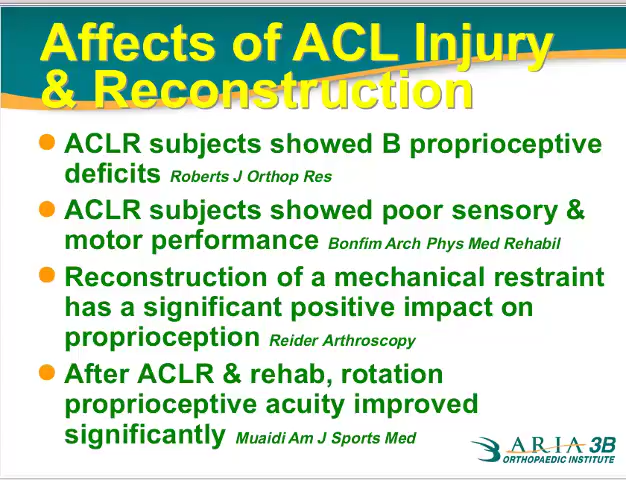 Affects of ACL Injury
& Reconstruction
ACLR subjects showed B proprioceptive
deficits Roberts J Orthop Res
ACLR subjects showed poor sensory &
motor performance Bonfim Arch Phys Med Rehabil
Reconstruction of a mechanical restraint
has a significant positive impact on
proprioception Reider Arthroscopy
After ACLR & rehab, rotation
proprioceptive acuity improved
significantly Muaidi Am J Sports Med
ARIA 3B
ORTHOPAEDIC INSTITUTE